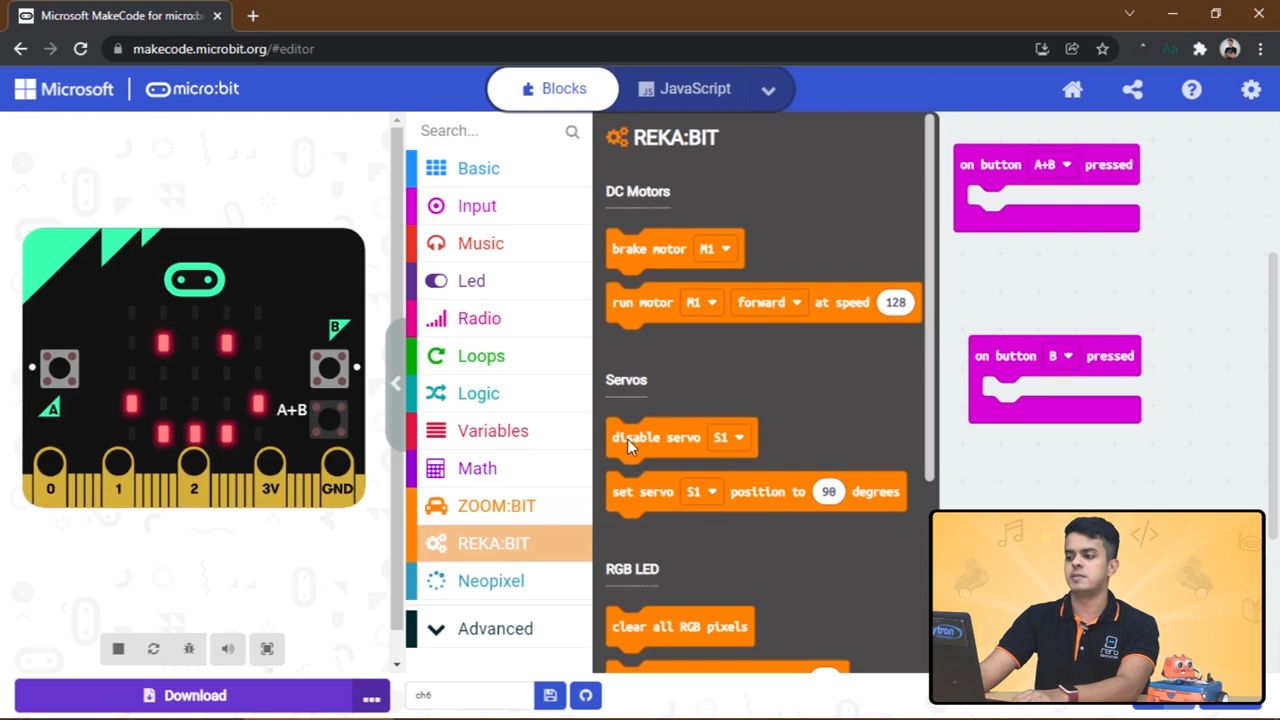 Microsoft MakeCode for micro:b
makecode.microbit.org/#editor
Microsoft
micro:bit
Blocks
JavaScript
Search...
Basic
Input
Music
Led
Radio
Loops
Logic
Variables
Math
ZOOM:BIT
REKA:BIT
Neopixel
Advanced
REKA:BIT
DC Motors
brake motor M1
run motor M1 forward at speed 128
Servos
disable servo S1
set servo S1 position to 90 degrees
RGB LED
clear all RGB pixels
on button A+B pressed
on button B pressed
B
A
A+B
0 1 2 3V GND
Download
ch6
ytron
rero